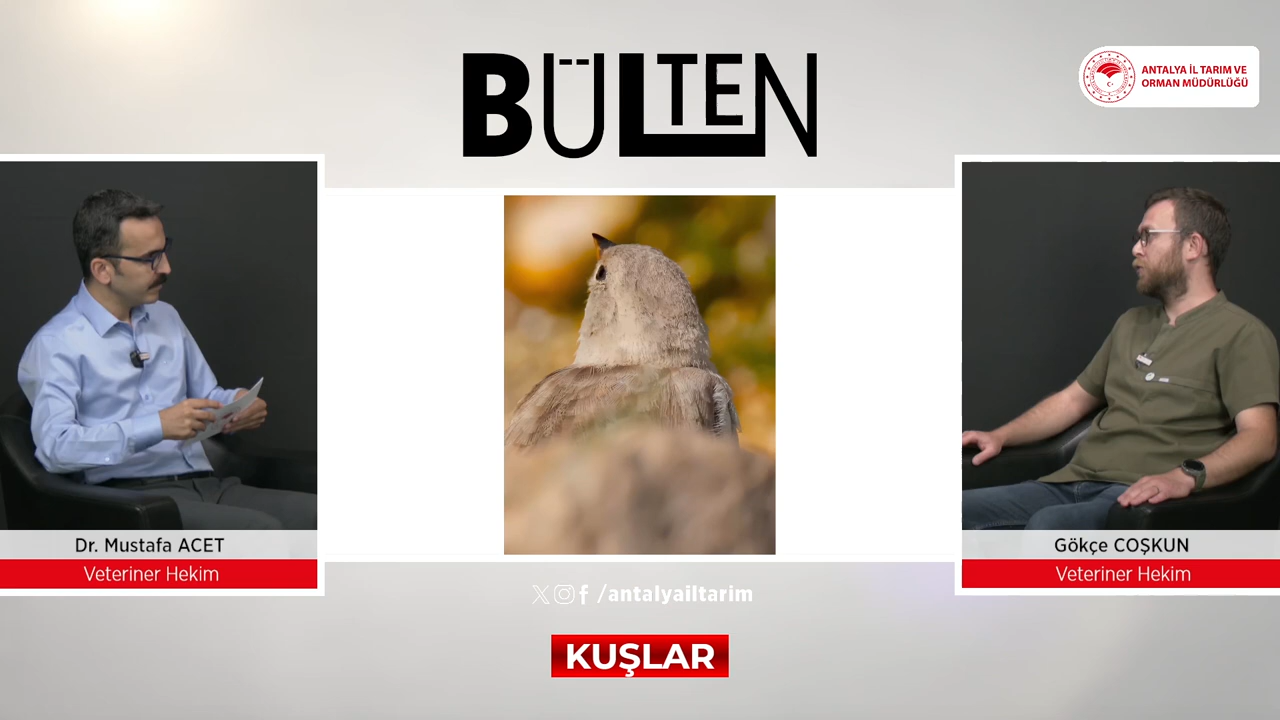 BÜLTEN
ANTALYA İL TARIM VE
ORMAN MÜDÜRLÜĞÜ
Dr. Mustafa ACET
Veteriner Hekim
Gökçe COŞKUN
Veteriner Hekim
/antalyailtarim
KUŞLAR